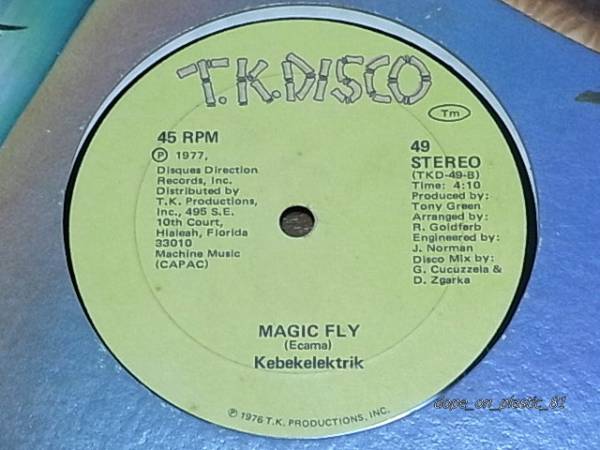 T.K.DISCO
Tm
45 RPM
Ⓟ 1977,
Disques Direction
Records, Inc.
Distributed by
T.K. Productions,
Inc., 495 S.E.
10th Court,
Hialeah, Florida
33010
Machine Music
(CAPAC)
49
STEREO
(TKD-49-B)
Time: 4:10
Produced by:
Tony Green
Arranged by:
R. Goldferb
Engineered by:
J. Norman
Disco Mix by:
G. Cucuzzela &
D. Zgarka
MAGIC FLY
(Ecama)
Kebekelektrik
Ⓟ 1976 T.K. PRODUCTIONS, INC.
dope_on_plastic_81